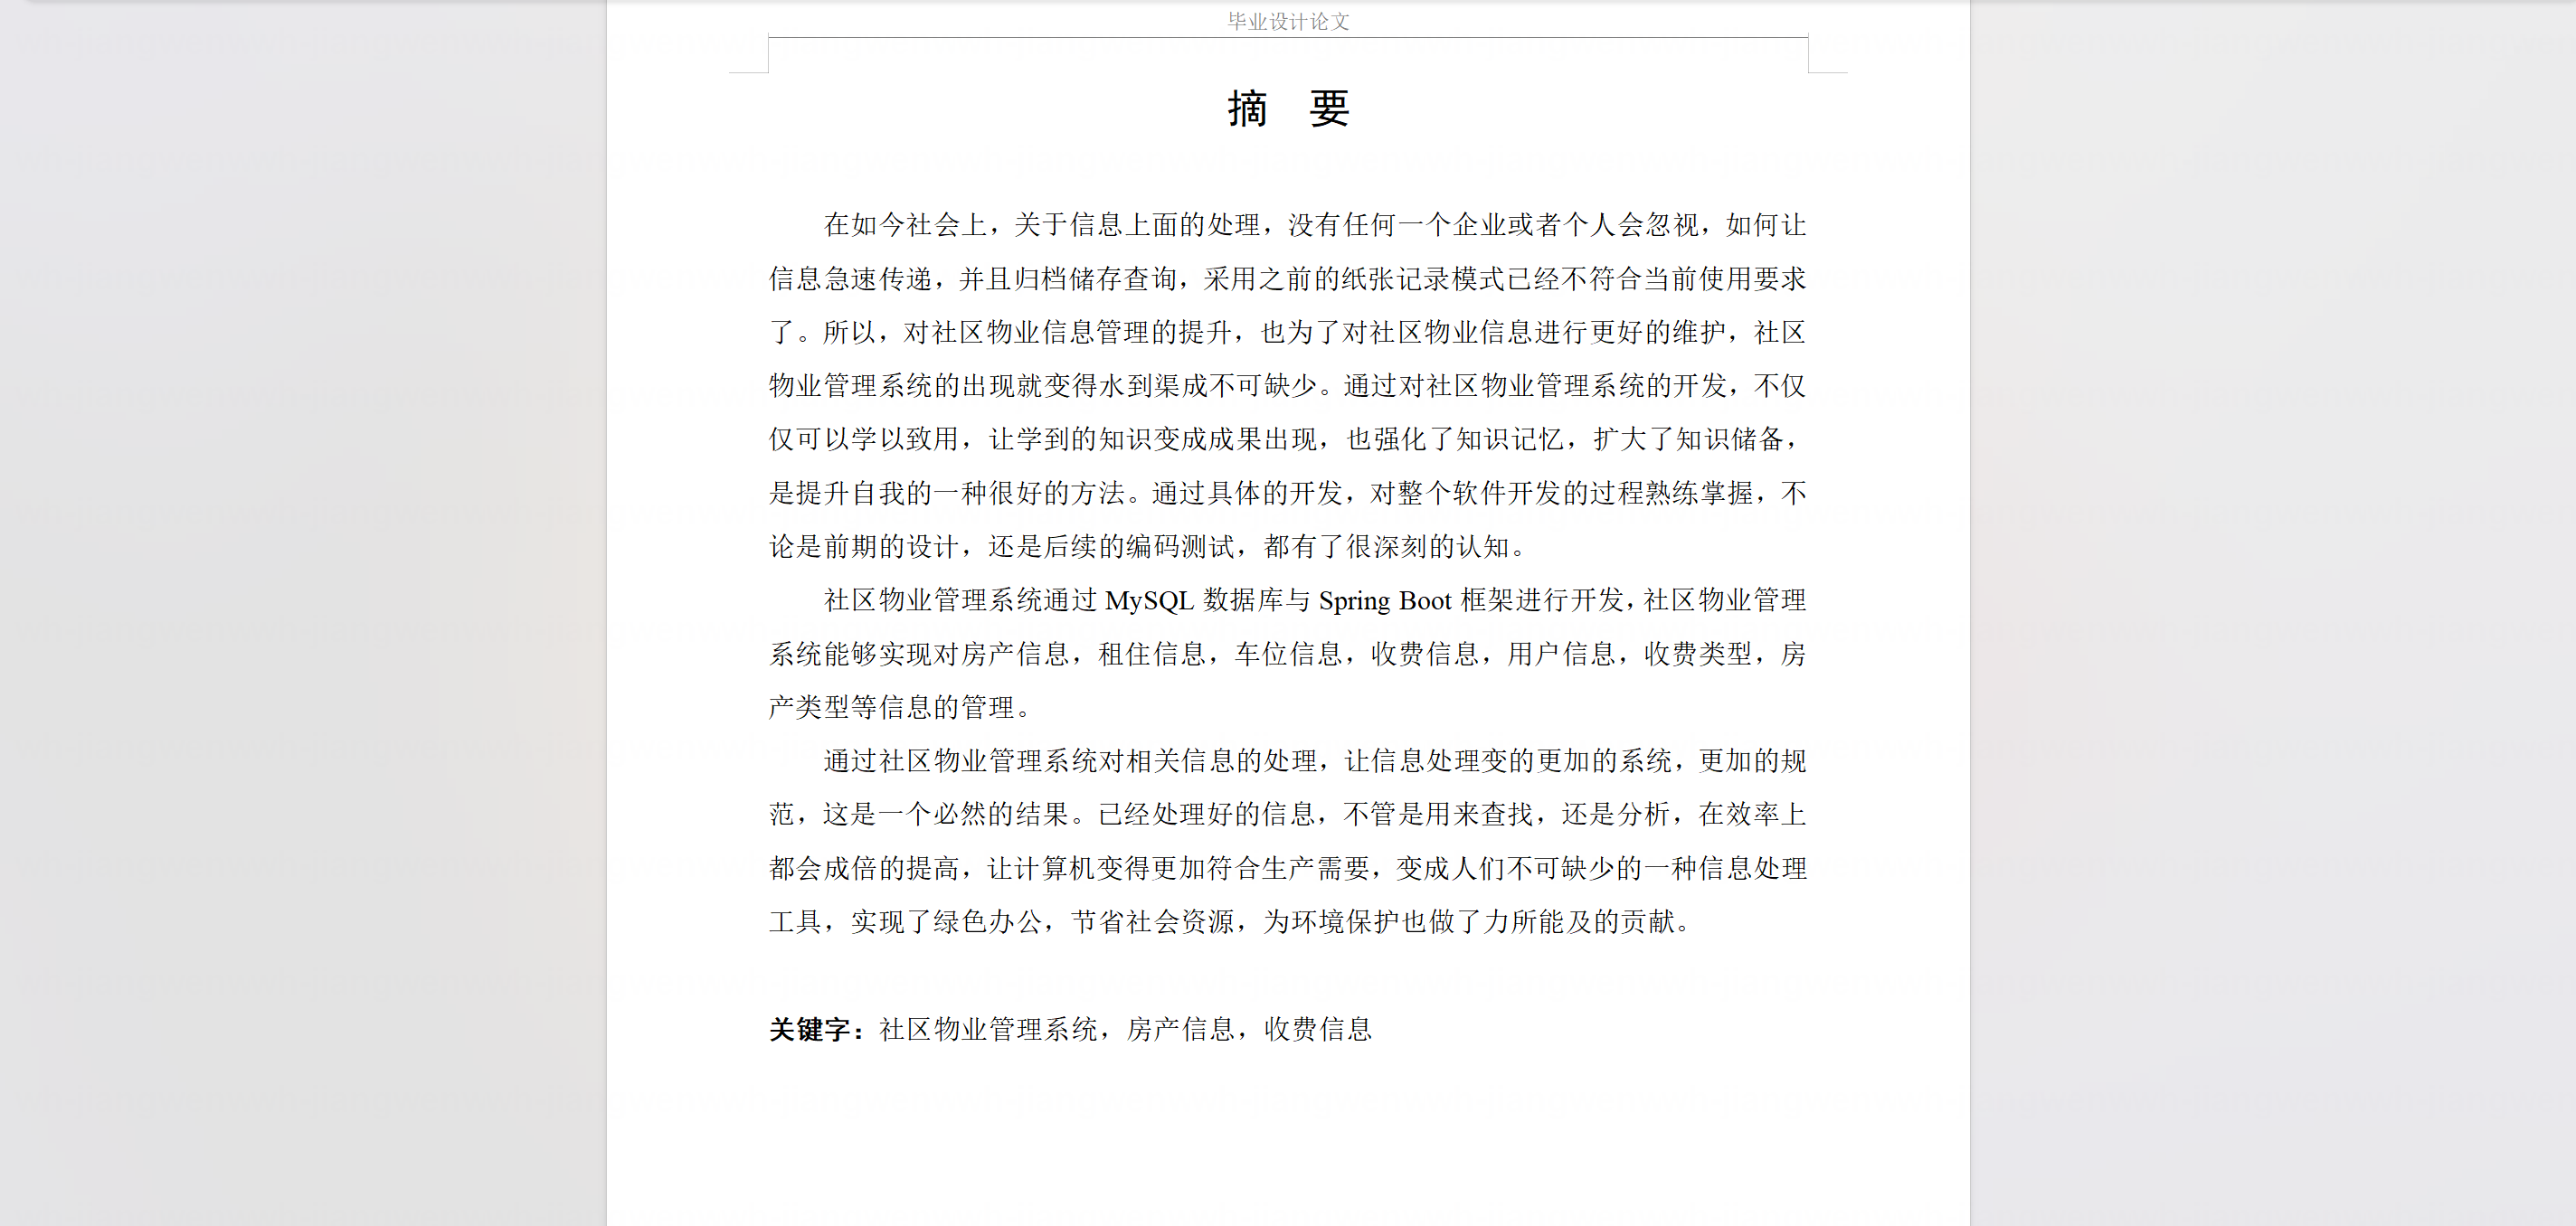 毕业设计论文
摘 要
在如今社会上，关于信息上面的处理，没有任何一个企业或者个人会忽视，如何让
信息急速传递，并且归档储存查询，采用之前的纸张记录模式已经不符合当前使用要求
了。所以，对社区物业信息管理的提升，也为了对社区物业信息进行更好的维护，社区
物业管理系统的出现就变得水到渠成不可缺少。通过对社区物业管理系统的开发，不仅
仅可以学以致用，让学到的知识变成成果出现，也强化了知识记忆，扩大了知识储备，
是提升自我的一种很好的方法。通过具体的开发，对整个软件开发的过程熟练掌握，不
论是前期的设计，还是后续的编码测试，都有了很深刻的认知。
社区物业管理系统通过 MySQL 数据库与 Spring Boot 框架进行开发，社区物业管理
系统能够实现对房产信息，租住信息，车位信息，收费信息，用户信息，收费类型，房
产类型等信息的管理。
通过社区物业管理系统对相关信息的处理，让信息处理变的更加的系统，更加的规
范，这是一个必然的结果。已经处理好的信息，不管是用来查找，还是分析，在效率上
都会成倍的提高，让计算机变得更加符合生产需要，变成人们不可缺少的一种信息处理
工具，实现了绿色办公，节省社会资源，为环境保护也做了力所能及的贡献。
关键字：社区物业管理系统，房产信息，收费信息